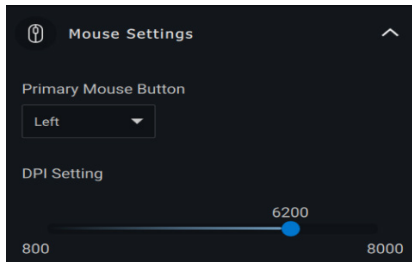 Mouse Settings
Primary Mouse Button
Left
DPI Setting
6200
800 8000